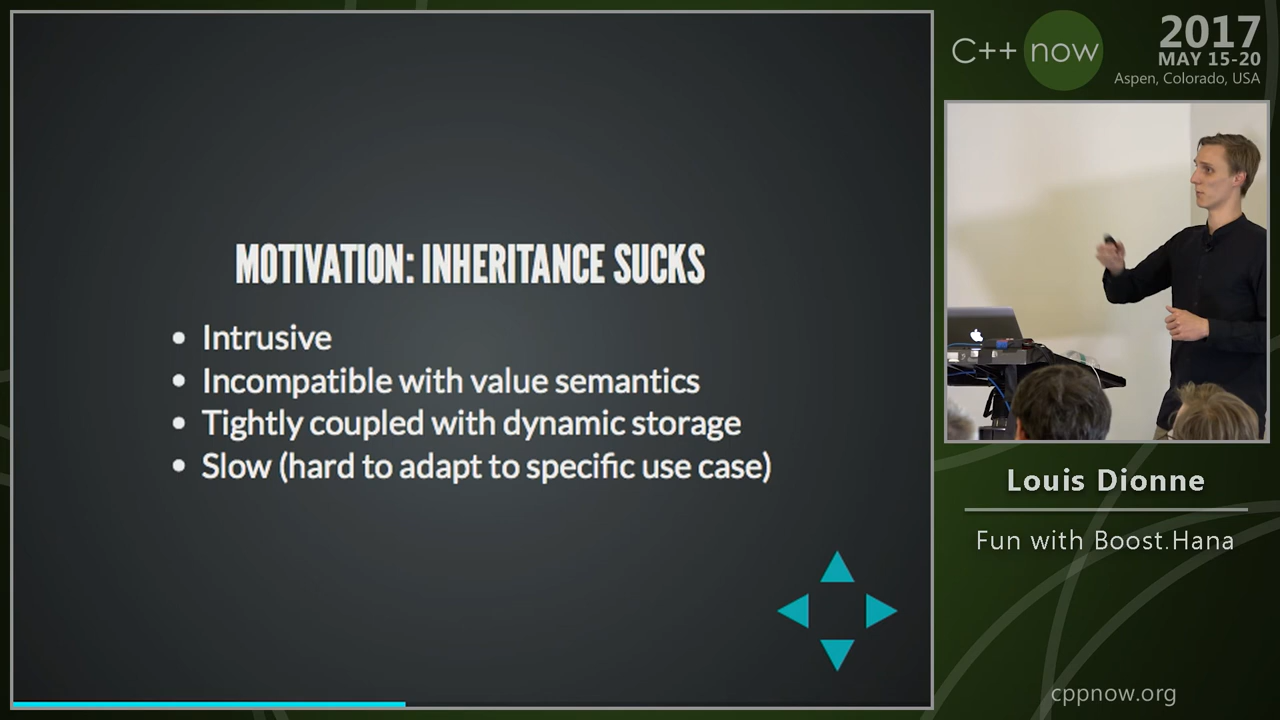 MOTIVATION: INHERITANCE SUCKS
Intrusive
Incompatible with value semantics
Tightly coupled with dynamic storage
Slow (hard to adapt to specific use case)
C++ now
2017
MAY 15-20
Aspen, Colorado, USA
Louis Dionne
Fun with Boost.Hana
cppnow.org